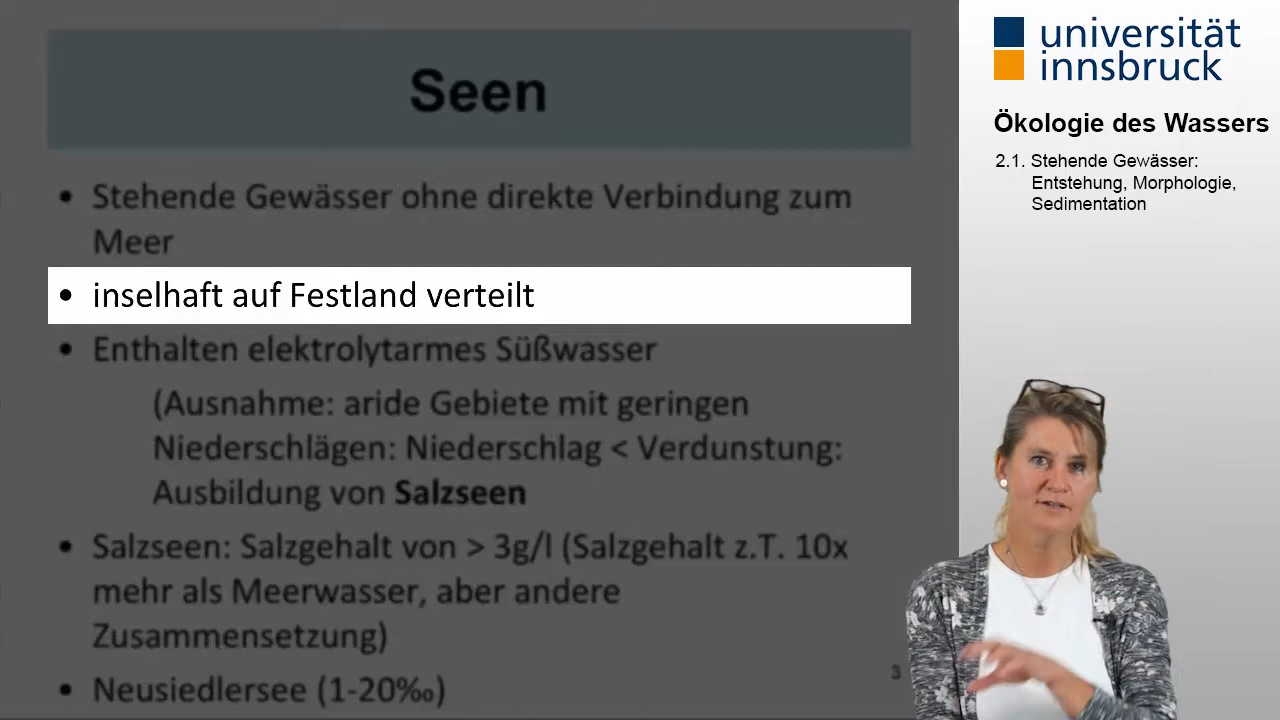 Seen
• Stehende Gewässer ohne direkte Verbindung zum
Meer
• inselhaft auf Festland verteilt
• Enthalten elektrolytarmes Süßwasser
(Ausnahme: aride Gebiete mit geringen
Niederschlägen: Niederschlag < Verdunstung:
Ausbildung von Salzseen
• Salzseen: Salzgehalt von > 3g/l (Salzgehalt z.T. 10x
mehr als Meerwasser, aber andere
Zusammensetzung)
• Neusiedlersee (1-20‰)
3
universität
innsbruck
Ökologie des Wassers
2.1. Stehende Gewässer:
Entstehung, Morphologie,
Sedimentation